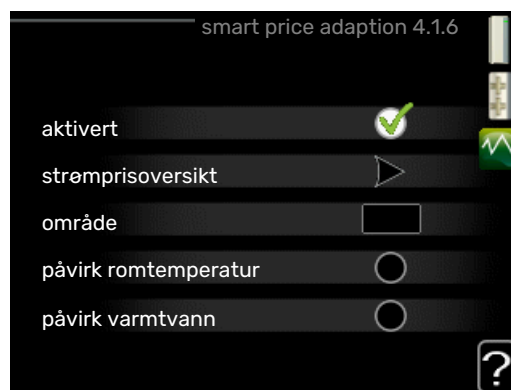 smart price adaption 4.1.6
aktivert
strømprisoversikt
område
påvirk romtemperatur
påvirk varmtvann
?